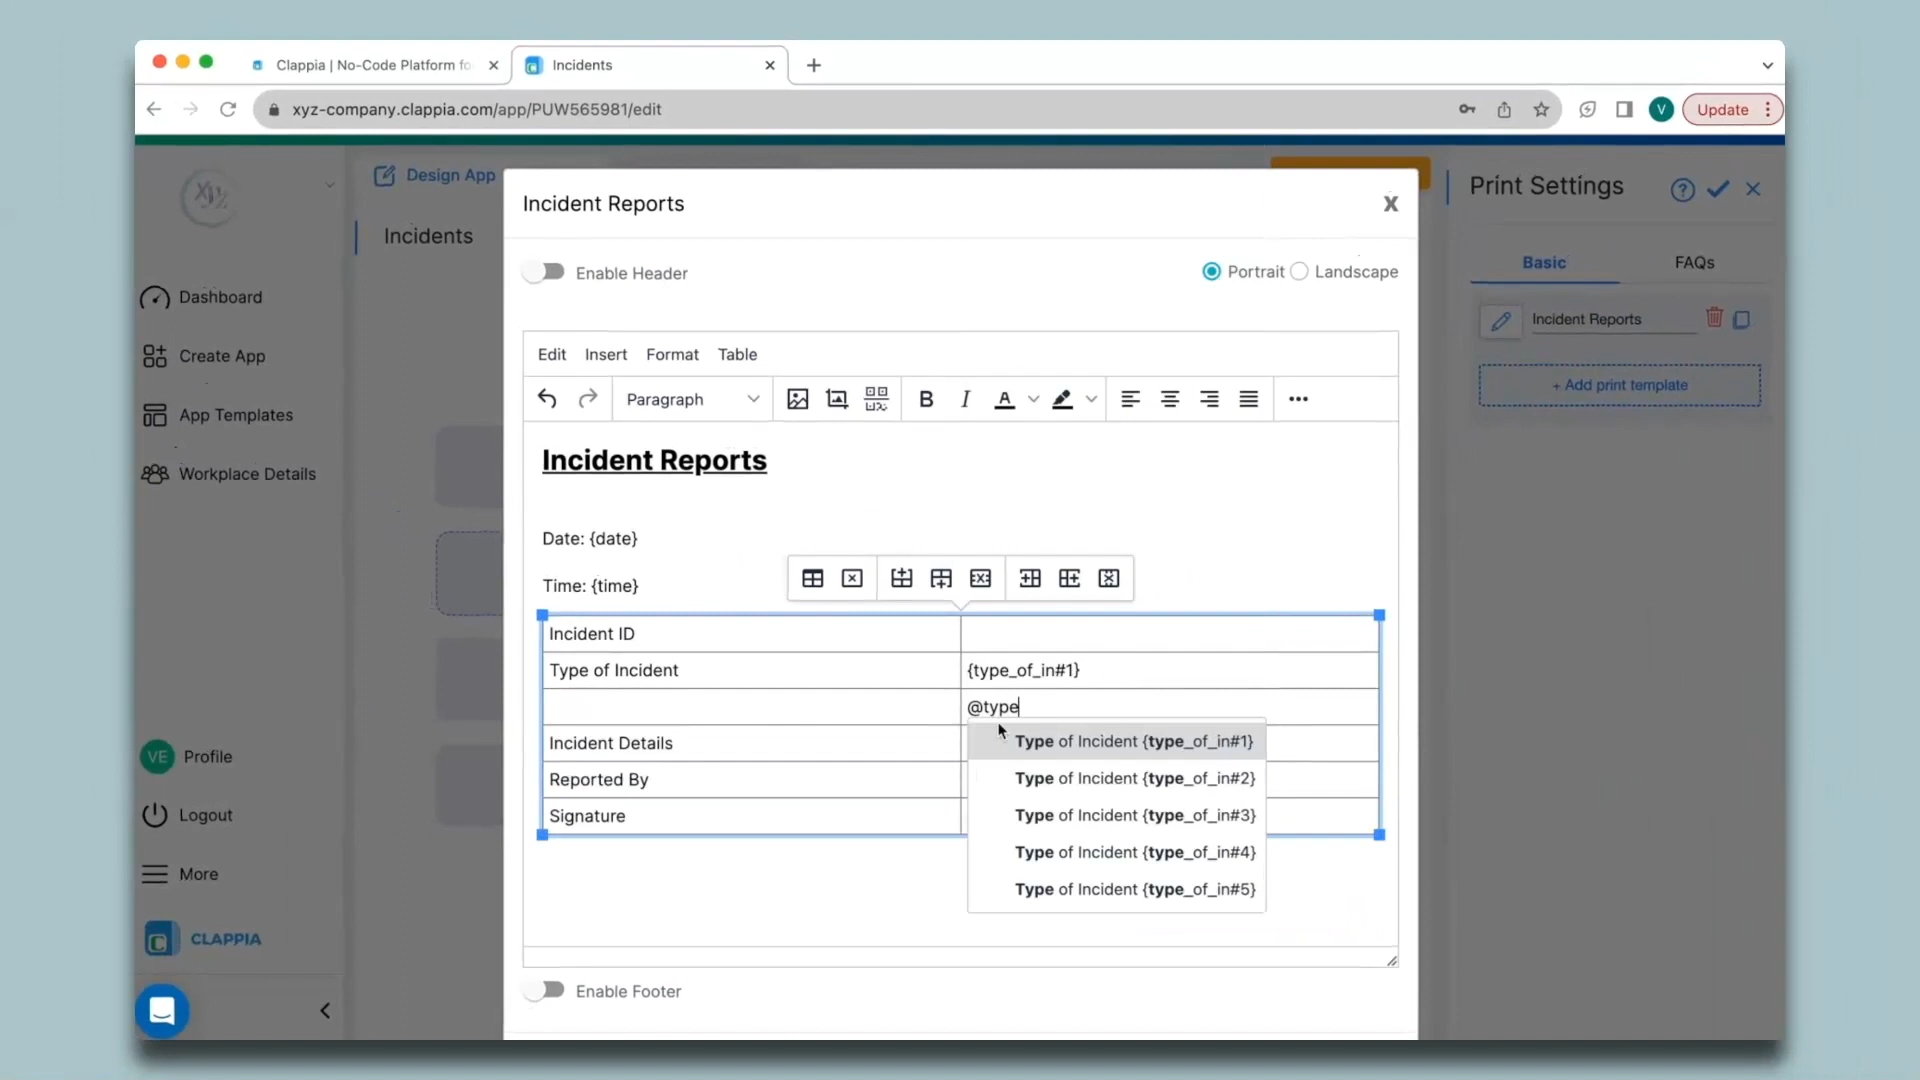 Clappia | No-Code Platform fo
Incidents
xyz-company.clappia.com/app/PUW565981/edit
V
Update
XYZ
Design App
Incidents
Dashboard
Create App
App Templates
Workplace Details
VE Profile
Logout
More
CLAPPIA
Incident Reports
X
Enable Header
Portrait
Landscape
Edit Insert Format Table
Paragraph
B I A
Incident Reports
Date: {date}
Time: {time}
Incident ID
Type of Incident {type_of_in#1}
@type
Incident Details
Reported By
Signature
Type of Incident {type_of_in#1}
Type of Incident {type_of_in#2}
Type of Incident {type_of_in#3}
Type of Incident {type_of_in#4}
Type of Incident {type_of_in#5}
Enable Footer
Print Settings
Basic FAQs
Incident Reports
+ Add print template